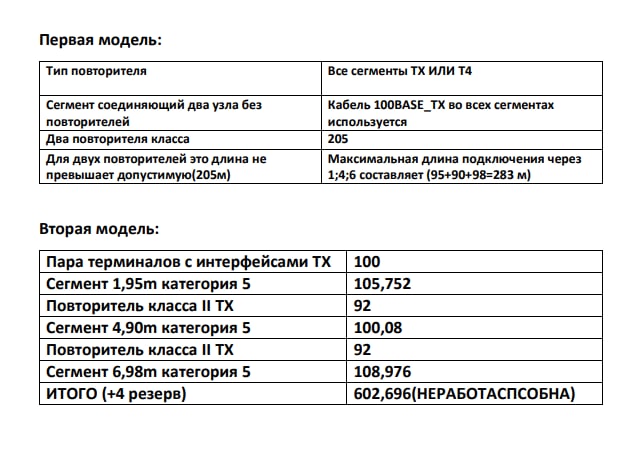 Первая модель:
Тип повторителя
Все сегменты TX ИЛИ T4
Сегмент соединяющий два узла без
повторителей
Кабель 100BASE_TX во всех сегментах
используется
Два повторителя класса
205
Для двух повторителей это длина не
превышает допустимую(205м)
Максимальная длина подключения через
1;4;6 составляет (95+90+98=283 м)
Вторая модель:
Пара терминалов с интерфейсами TX
100
Сегмент 1,95m категория 5
105,752
Повторитель класса II TX
92
Сегмент 4,90m категория 5
100,08
Повторитель класса II TX
92
Сегмент 6,98m категория 5
108,976
ИТОГО (+4 резерв)
602,696(НЕРАБОТАСПСОБНА)